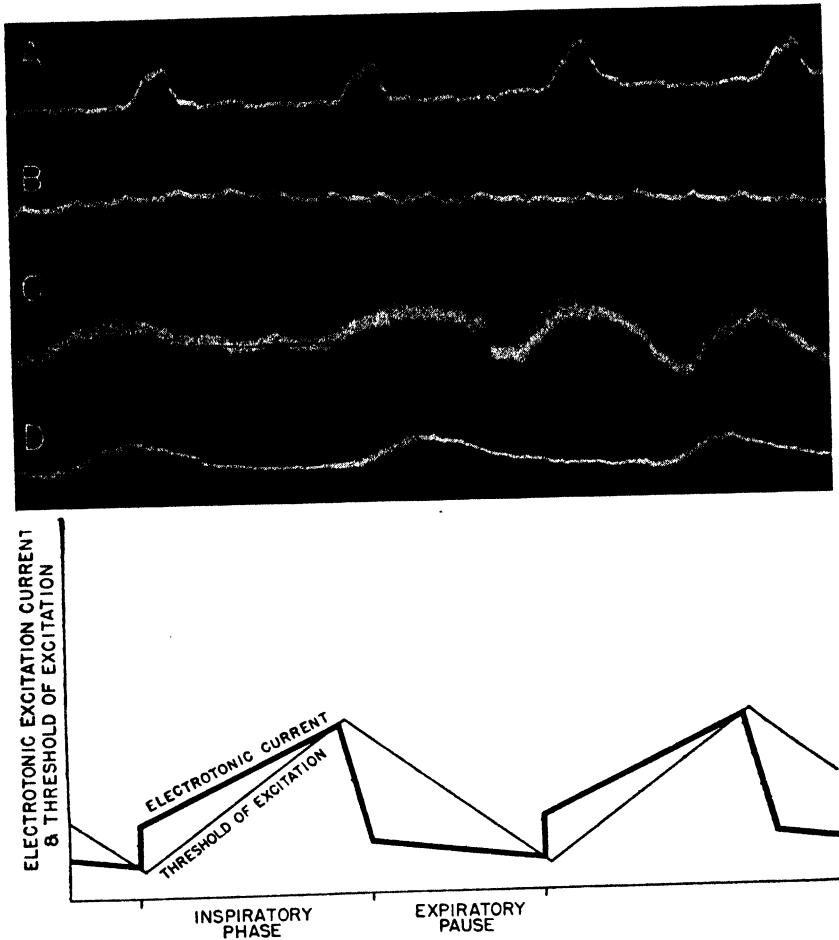 A
B
C
D
ELECTROTONIC EXCITATION CURRENT
& THRESHOLD OF EXCITATION
ELECTROTONIC CURRENT
THRESHOLD OF EXCITATION
INSPIRATORY
PHASE
EXPIRATORY
PAUSE